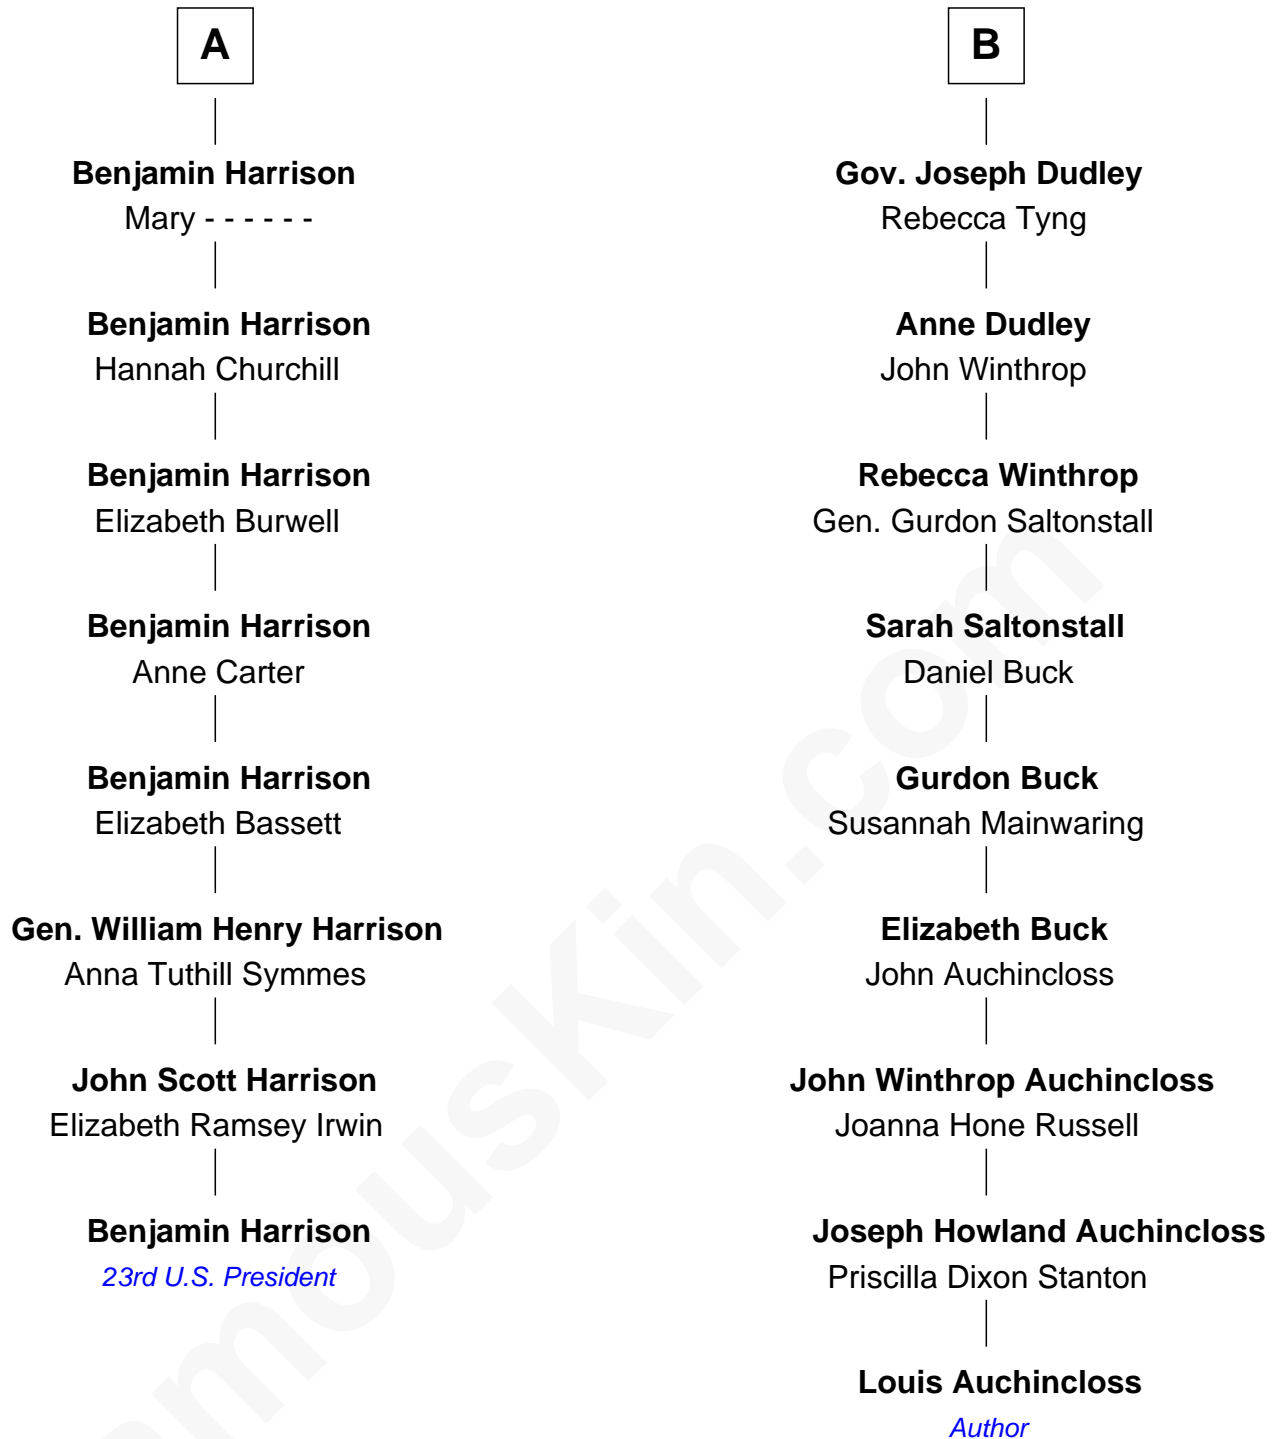 A
Benjamin Harrison
Mary - - - - - -
Benjamin Harrison
Hannah Churchill
Benjamin Harrison
Elizabeth Burwell
Benjamin Harrison
Anne Carter
Benjamin Harrison
Elizabeth Bassett
Gen. William Henry Harrison
Anna Tuthill Symmes
John Scott Harrison
Elizabeth Ramsey Irwin
Benjamin Harrison
23rd U.S. President
B
Gov. Joseph Dudley
Rebecca Tyng
Anne Dudley
John Winthrop
Rebecca Winthrop
Gen. Gurdon Saltonstall
Sarah Saltonstall
Daniel Buck
Gurdon Buck
Susannah Mainwaring
Elizabeth Buck
John Auchincloss
John Winthrop Auchincloss
Joanna Hone Russell
Joseph Howland Auchincloss
Priscilla Dixon Stanton
Louis Auchincloss
Author
mousKin.com